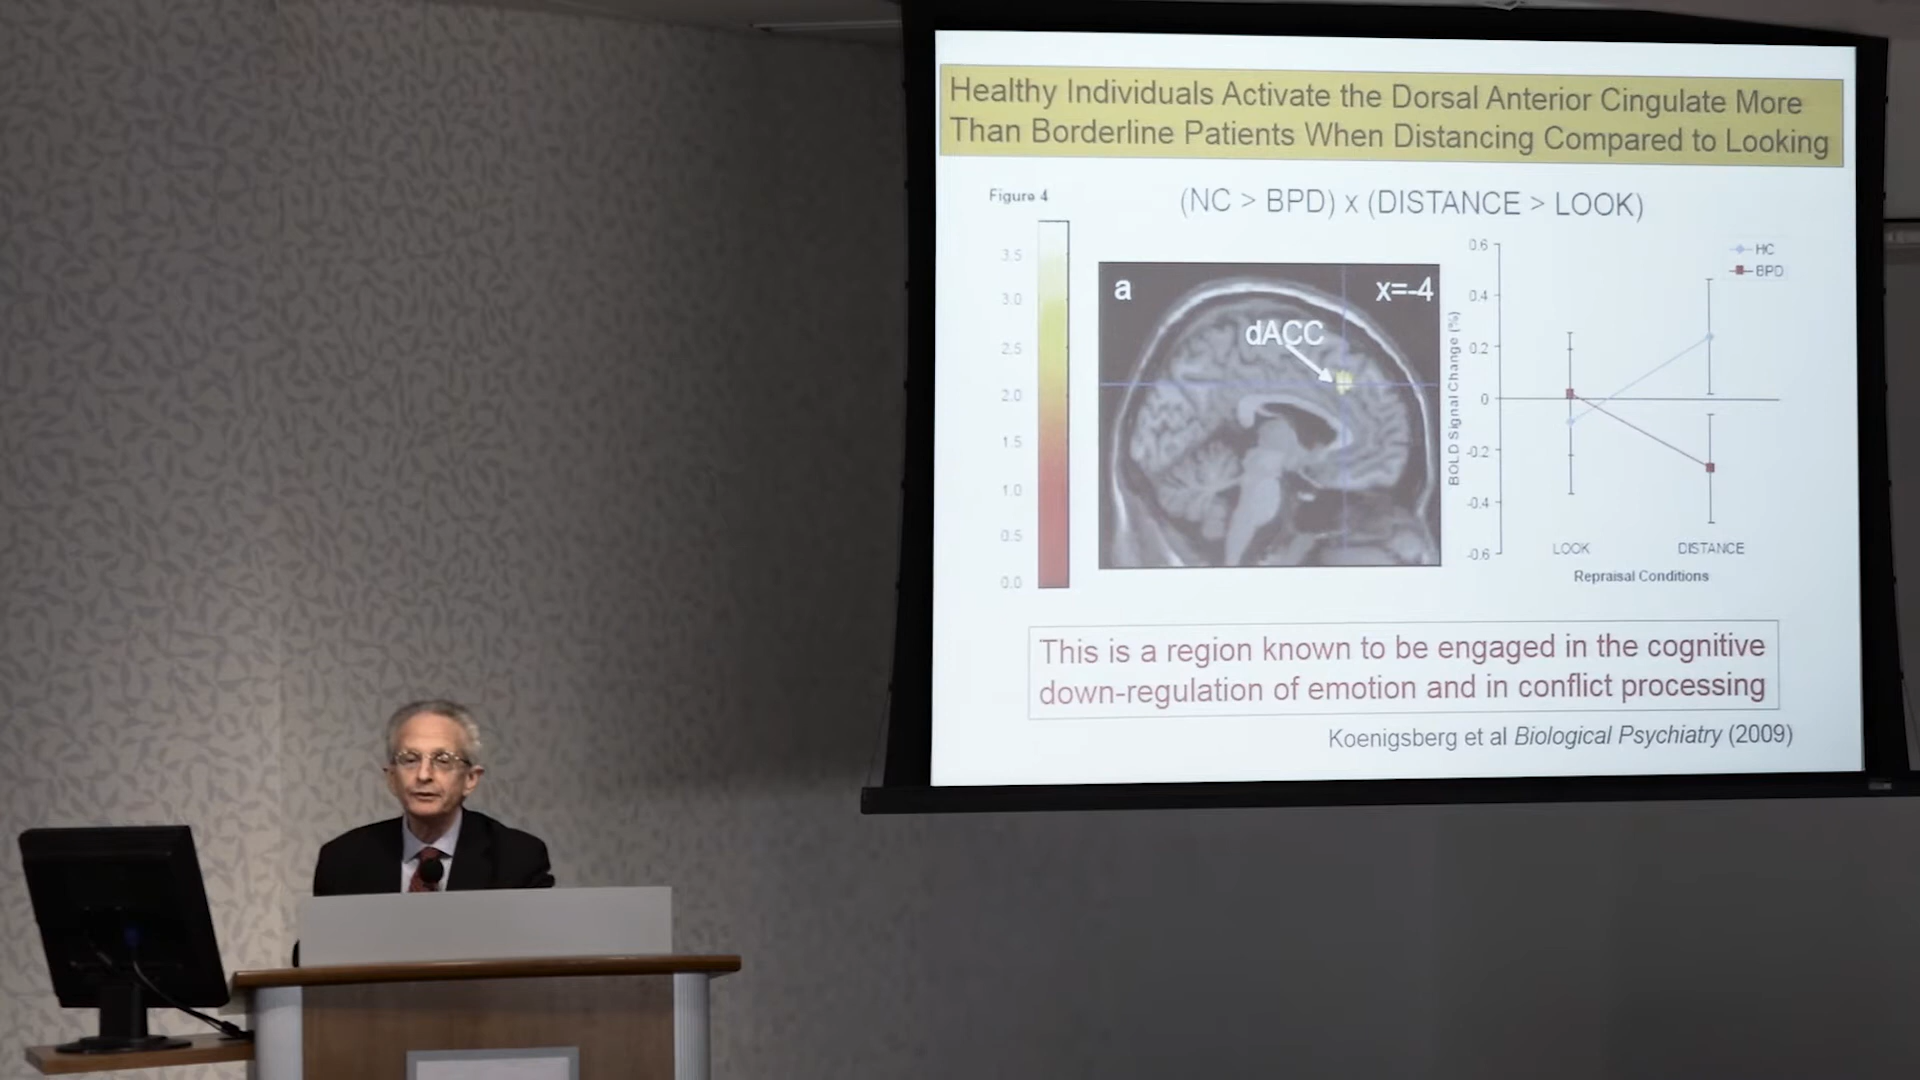 Healthy Individuals Activate the Dorsal Anterior Cingulate More
Than Borderline Patients When Distancing Compared to Looking
Figure 4
(NC > BPD) x (DISTANCE > LOOK)
3.5
3.0
2.5
2.0
1.5
1.0
0.5
0.0
a
x=-4
dACC
BOLD Signal Change (%)
0.6
0.4
0.2
0
-0.2
-0.4
-0.6
HC
BPD
LOOK
DISTANCE
Repraisal Conditions
This is a region known to be engaged in the cognitive
down-regulation of emotion and in conflict processing
Koenigsberg et al Biological Psychiatry (2009)